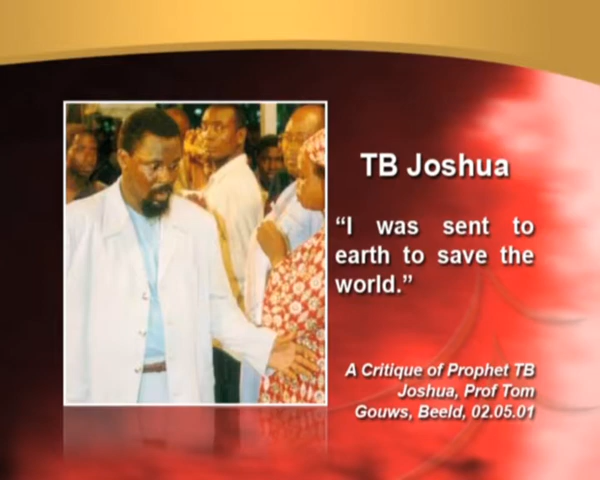 TB Joshua
“I was sent to
earth to save the
world.”
A Critique of Prophet TB
Joshua, Prof Tom
Gouws, Beeld, 02.05.01